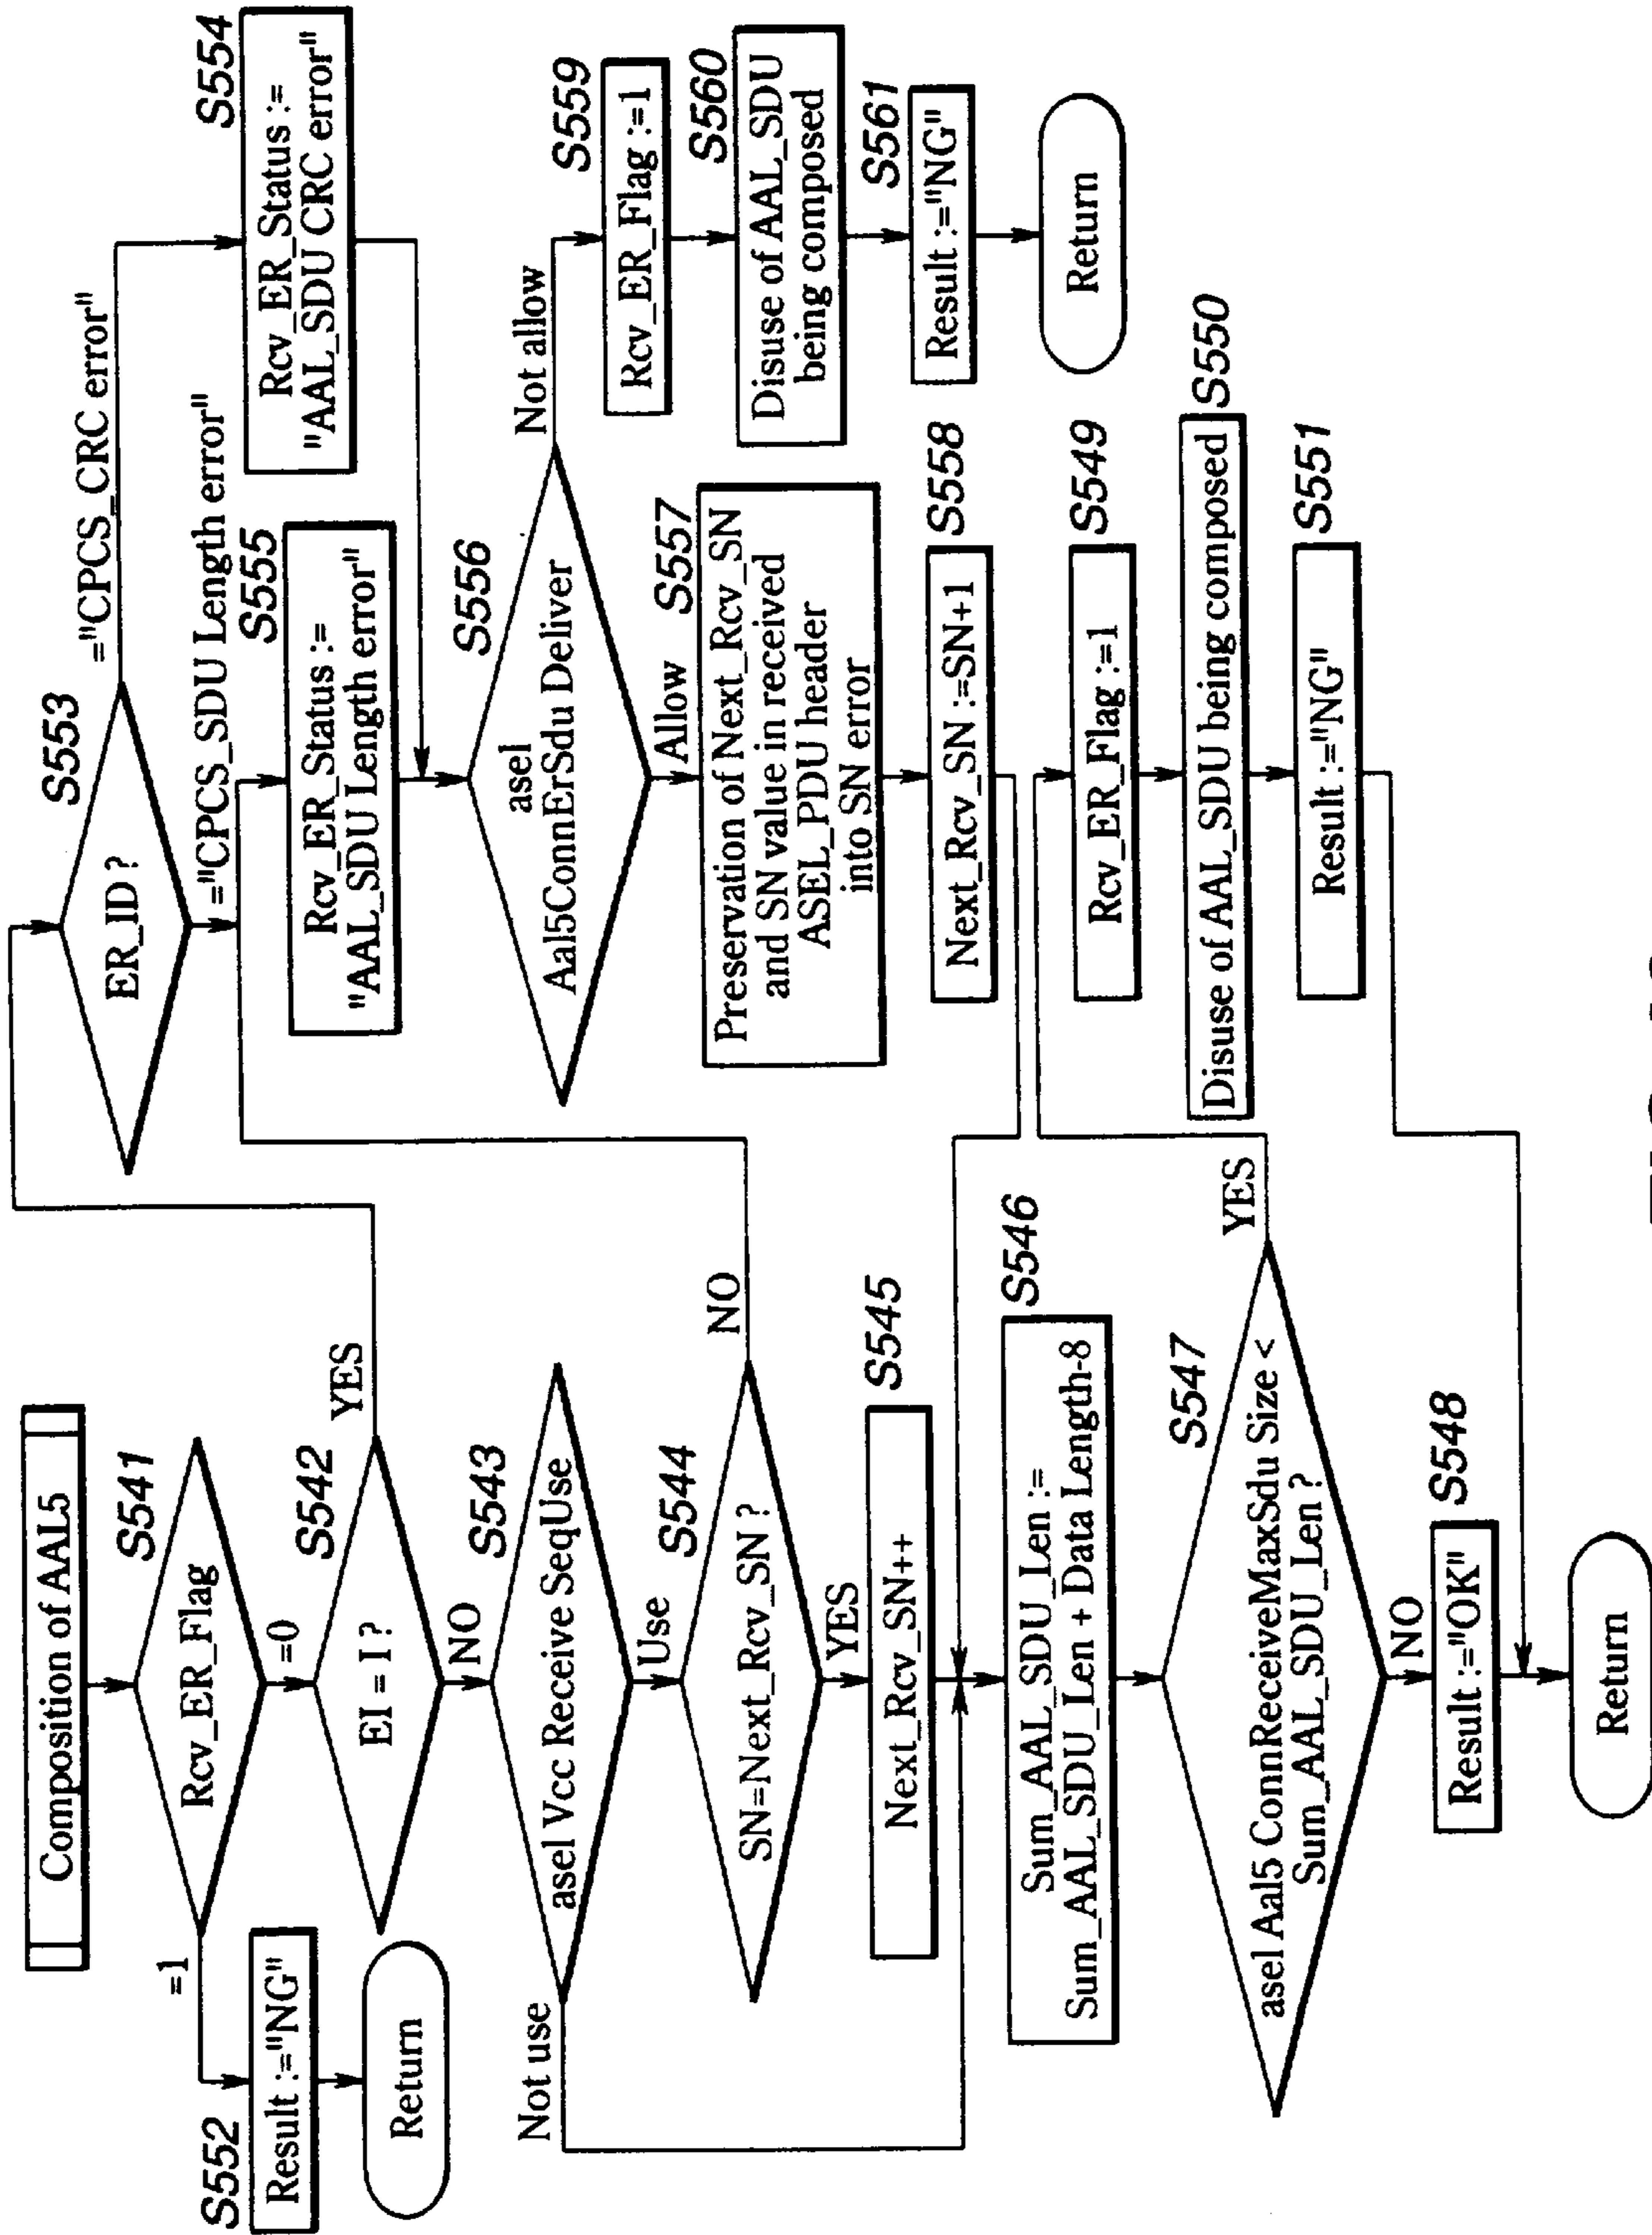 Composition of AAL5
S541
Rcv_ER_Flag
=1
=0
S552
Result :="NG"
Return
S542
EI = I ?
YES
NO
S543
asel Vcc Receive SeqUse
Not use
Use
S544
SN=Next_Rcv_SN ?
NO
YES
S545
Next_Rcv_SN++
S546
Sum_AAL_SDU_Len :=
Sum_AAL_SDU_Len + Data Length-8
S547
asel Aal5 ConnReceiveMaxSdu Size <
Sum_AAL_SDU_Len ?
YES
NO
S548
Result :="OK"
Return
S553
ER_ID ?
="CPCS_CRC error"
="CPCS_SDU Length error"
S554
Rcv_ER_Status :=
"AAL_SDU CRC error"
S555
Rcv_ER_Status :=
"AAL_SDU Length error"
S556
asel
Aal5ConnErSdu Deliver
Not allow
Allow
S557
Preservation of Next_Rcv_SN
and SN value in received
ASEL_PDU header
into SN error
S558
Next_Rcv_SN :=SN+1
S559
Rcv_ER_Flag :=1
S560
Disuse of AAL_SDU
being composed
S561
Result :="NG"
Return
S549
Rcv_ER_Flag :=1
S550
Disuse of AAL_SDU being composed
S551
Result :="NG"